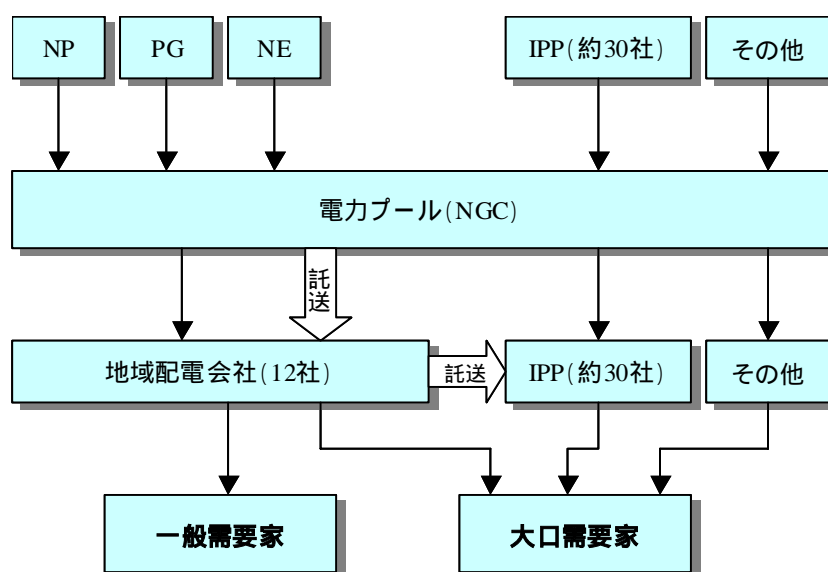 NP
PG
NE
IPP(約30社)
その他
電力プール(NGC)
託送
地域配電会社(12社)
託送
IPP(約30社)
その他
一般需要家
大口需要家